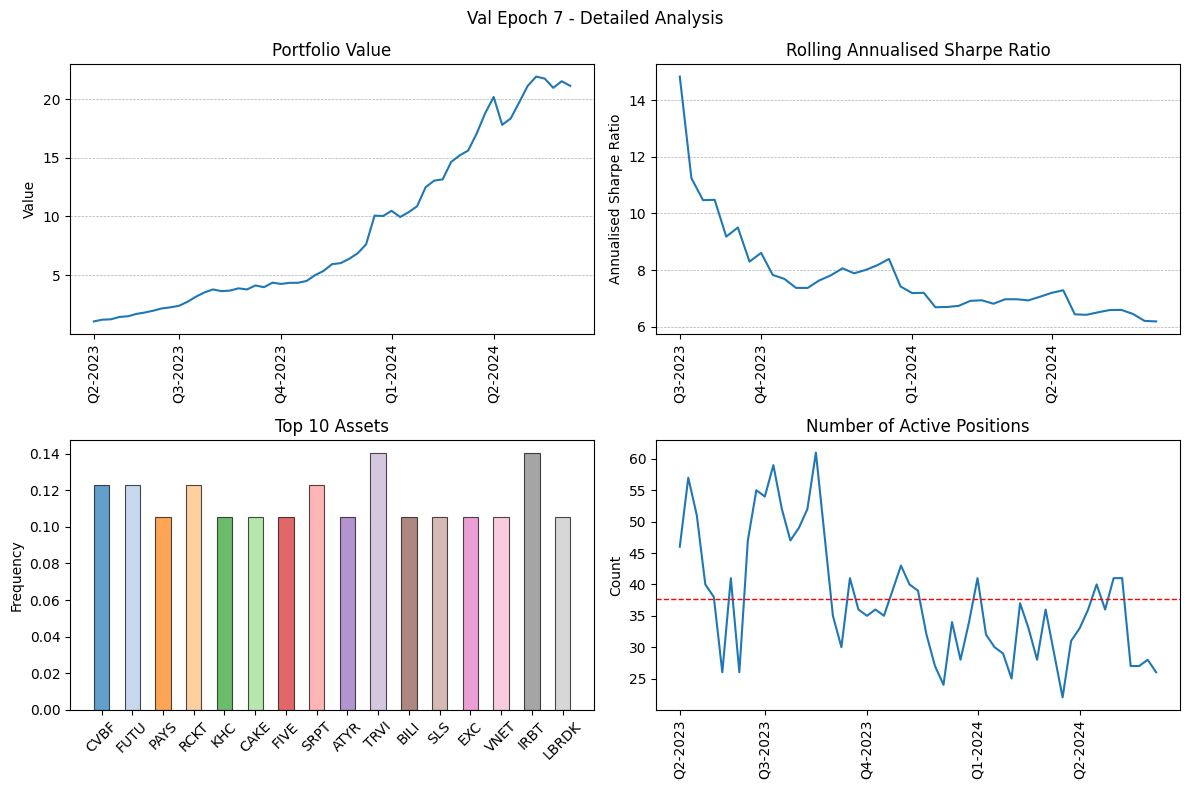 Val Epoch 7 - Detailed Analysis
Portfolio Value
Value
20
15
10
5
Q2-2023
Q3-2023
Q4-2023
Q1-2024
Q2-2024
Rolling Annualised Sharpe Ratio
Annualised Sharpe Ratio
14
12
10
8
6
Q3-2023
Q4-2023
Q1-2024
Q2-2024
Top 10 Assets
Frequency
0.14
0.12
0.10
0.08
0.06
0.04
0.02
0.00
CVBF
FUTU
PAYS
RCKT
KHC
CAKE
FIVE
SRPT
ATYR
TRVI
BILI
SLS
EXC
VNET
IRBT
LBRDK
Number of Active Positions
Count
60
55
50
45
40
35
30
25
Q2-2023
Q3-2023
Q4-2023
Q1-2024
Q2-2024